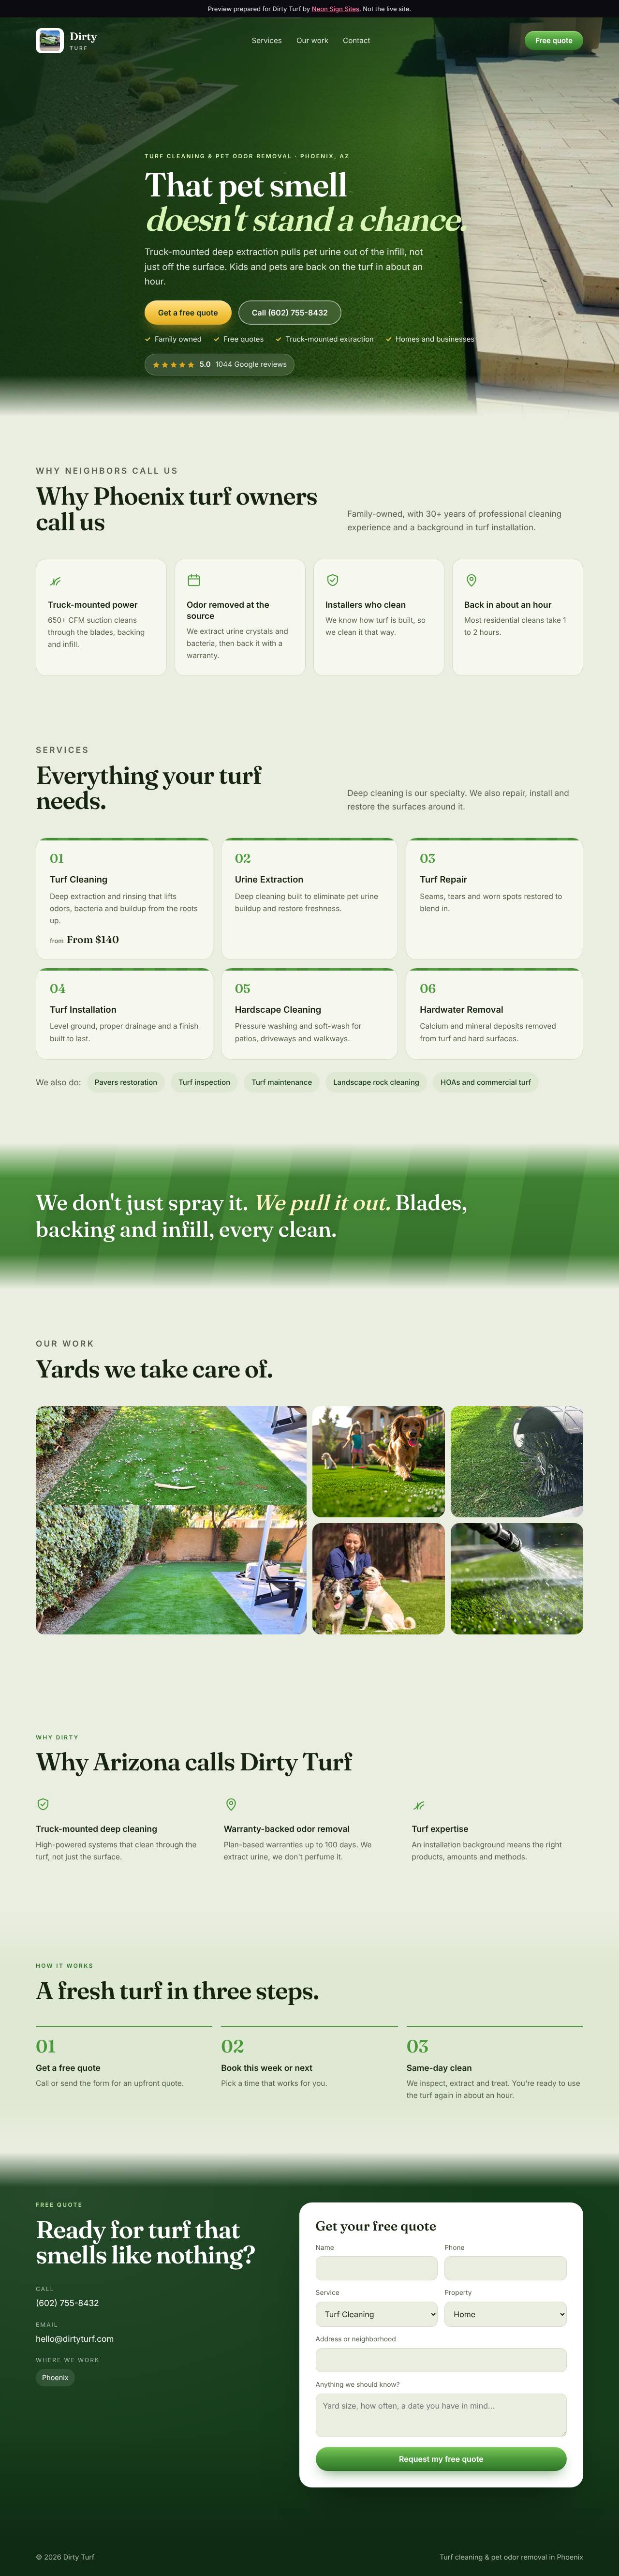 Preview prepared for Dirty Turf by Neon Sign Sites. Not the live site.
Dirty
TURF
Services
Our work
Contact
Free quote
TURF CLEANING & PET ODOR REMOVAL · PHOENIX, AZ
That pet smell
doesn't stand a chance.
Truck-mounted deep extraction pulls pet urine out of the infill, not
just off the surface. Kids and pets are back on the turf in about an
hour.
Get a free quote
Call (602) 755-8432
✓ Family owned
✓ Free quotes
✓ Truck-mounted extraction
✓ Homes and businesses
★★★★★ 5.0 1044 Google reviews
WHY NEIGHBORS CALL US
Why Phoenix turf owners
call us
Family-owned, with 30+ years of professional cleaning
experience and a background in turf installation.
Truck-mounted power
650+ CFM suction cleans
through the blades, backing
and infill.
Odor removed at the
source
We extract urine crystals and
bacteria, then back it with a
warranty.
Installers who clean
We know how turf is built, so
we clean it that way.
Back in about an hour
Most residential cleans take 1
to 2 hours.
SERVICES
Everything your turf
needs.
Deep cleaning is our specialty. We also repair, install and
restore the surfaces around it.
01
Turf Cleaning
Deep extraction and rinsing that lifts
odors, bacteria and buildup from the roots
up.
from From $140
02
Urine Extraction
Deep cleaning built to eliminate pet urine
buildup and restore freshness.
03
Turf Repair
Seams, tears and worn spots restored to
blend in.
04
Turf Installation
Level ground, proper drainage and a finish
built to last.
05
Hardscape Cleaning
Pressure washing and soft-wash for
patios, driveways and walkways.
06
Hardwater Removal
Calcium and mineral deposits removed
from turf and hard surfaces.
We also do:
Pavers restoration
Turf inspection
Turf maintenance
Landscape rock cleaning
HOAs and commercial turf
We don't just spray it. We pull it out. Blades,
backing and infill, every clean.
OUR WORK
Yards we take care of.
WHY DIRTY
Why Arizona calls Dirty Turf
Truck-mounted deep cleaning
High-powered systems that clean through the
turf, not just the surface.
Warranty-backed odor removal
Plan-based warranties up to 100 days. We
extract urine, we don't perfume it.
Turf expertise
An installation background means the right
products, amounts and methods.
HOW IT WORKS
A fresh turf in three steps.
01
Get a free quote
Call or send the form for an upfront quote.
02
Book this week or next
Pick a time that works for you.
03
Same-day clean
We inspect, extract and treat. You're ready to use
the turf again in about an hour.
FREE QUOTE
Ready for turf that
smells like nothing?
CALL
(602) 755-8432
EMAIL
hello@dirtyturf.com
WHERE WE WORK
Phoenix
Get your free quote
Name
Phone
Service
Property
Turf Cleaning
Home
Address or neighborhood
Anything we should know?
Yard size, how often, a date you have in mind...
Request my free quote
© 2026 Dirty Turf
Turf cleaning & pet odor removal in Phoenix